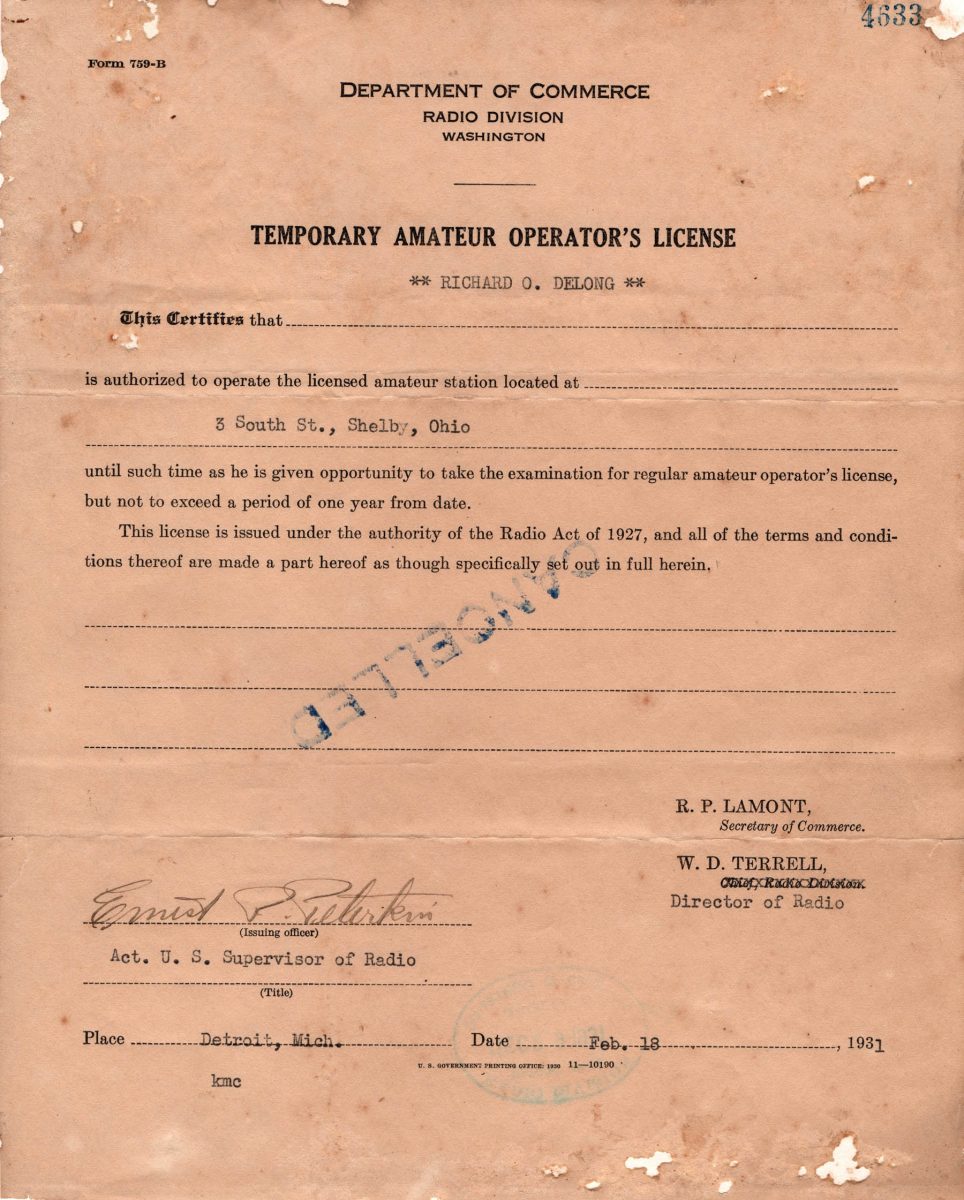 4633
Form 759-B
DEPARTMENT OF COMMERCE
RADIO DIVISION
WASHINGTON
TEMPORARY AMATEUR OPERATOR'S LICENSE
** RICHARD O. DELONG **
This Certifies that
is authorized to operate the licensed amateur station located at
3 South St., Shelby, Ohio
until such time as he is given opportunity to take the examination for regular amateur operator's license,
but not to exceed a period of one year from date.
This license is issued under the authority of the Radio Act of 1927, and all of the terms and condi-
tions thereof are made a part hereof as though specifically set out in full herein.
CANCELLED
R. P. LAMONT,
Secretary of Commerce.
W. D. TERRELL,
Chief, Radio Division
Director of Radio
Ernest P. Peterkin
(Issuing officer)
Act. U. S. Supervisor of Radio
(Title)
Place Detroit, Mich. Date Feb. 18, 1931
U. S. GOVERNMENT PRINTING OFFICE: 1930 11—10190
kmc